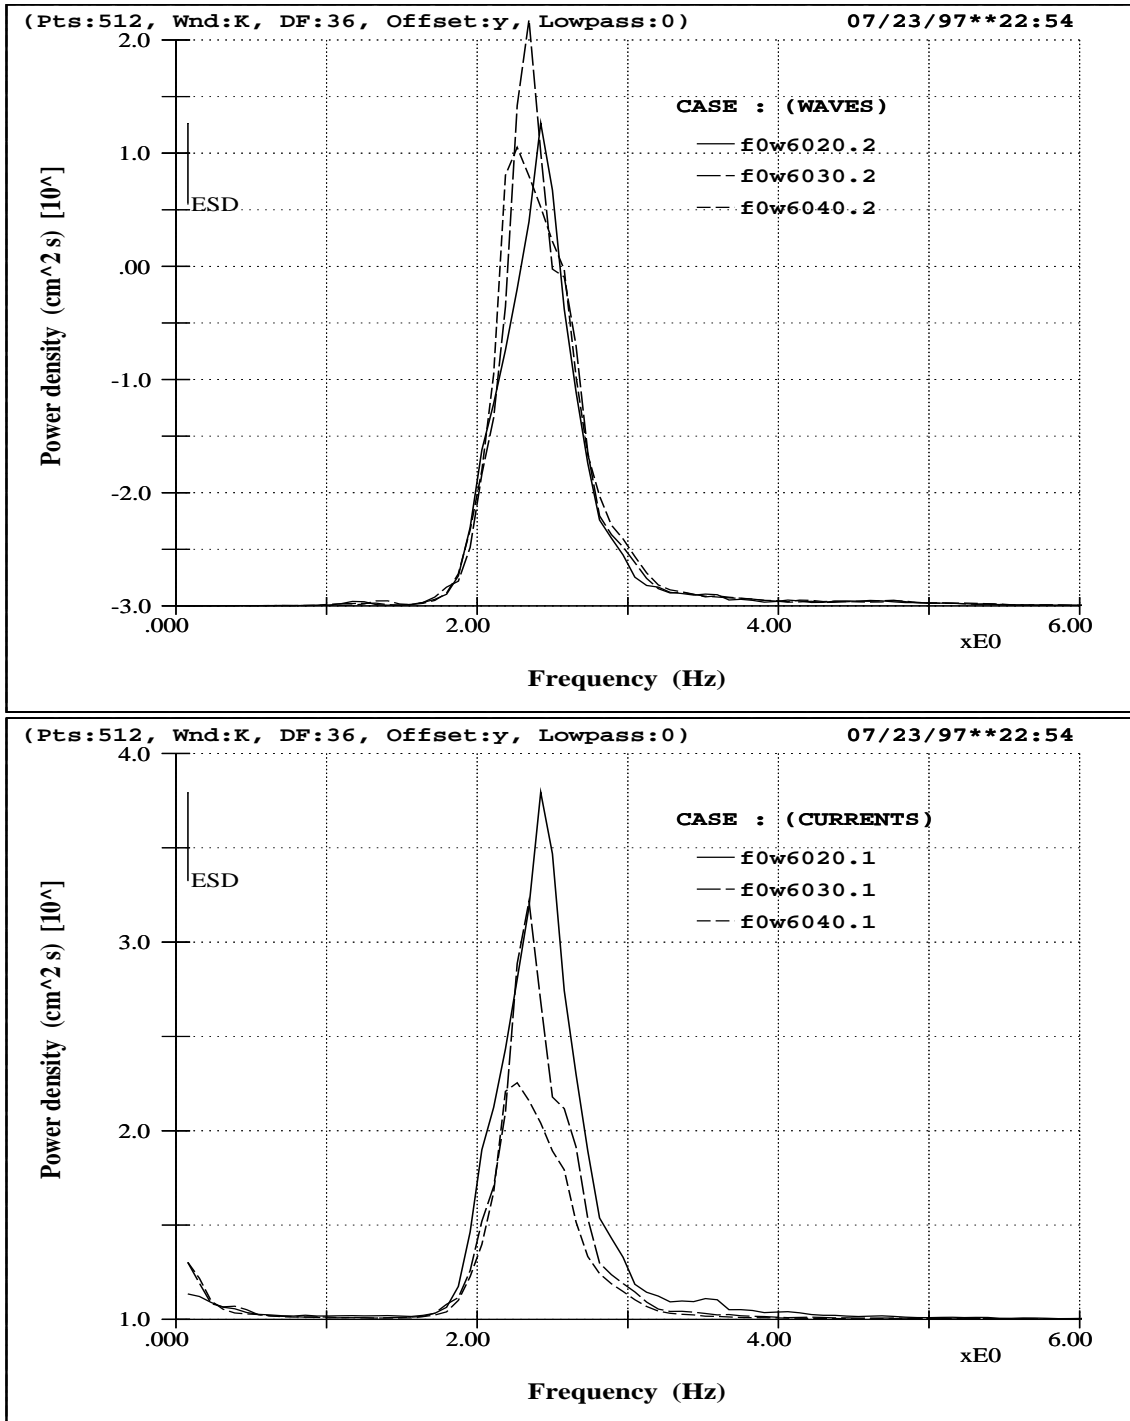 (Pts:512, Wnd:K, DF:36, Offset:y, Lowpass:0) 07/23/97**22:54
2.0
CASE : (WAVES)
f0w6020.2
f0w6030.2
f0w6040.2
1.0
ESD
.00
-1.0
-2.0
-3.0
Power density (cm^2 s) [10^]
.000 2.00 4.00 6.00
xE0
Frequency (Hz)
(Pts:512, Wnd:K, DF:36, Offset:y, Lowpass:0) 07/23/97**22:54
4.0
CASE : (CURRENTS)
f0w6020.1
f0w6030.1
f0w6040.1
ESD
3.0
2.0
1.0
Power density (cm^2 s) [10^]
.000 2.00 4.00 6.00
xE0
Frequency (Hz)